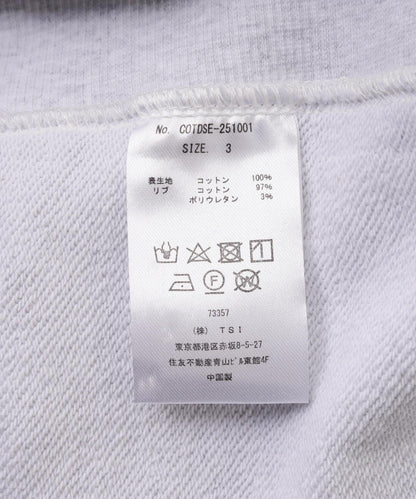 No. COTDSE-251001
SIZE. 3
表生地 コットン 100%
リブ コットン 97%
ポリウレタン 3%
F
W
73357
(株) TSI
東京都港区赤坂8-5-27
住友不動産青山ビル東館4F
中国製